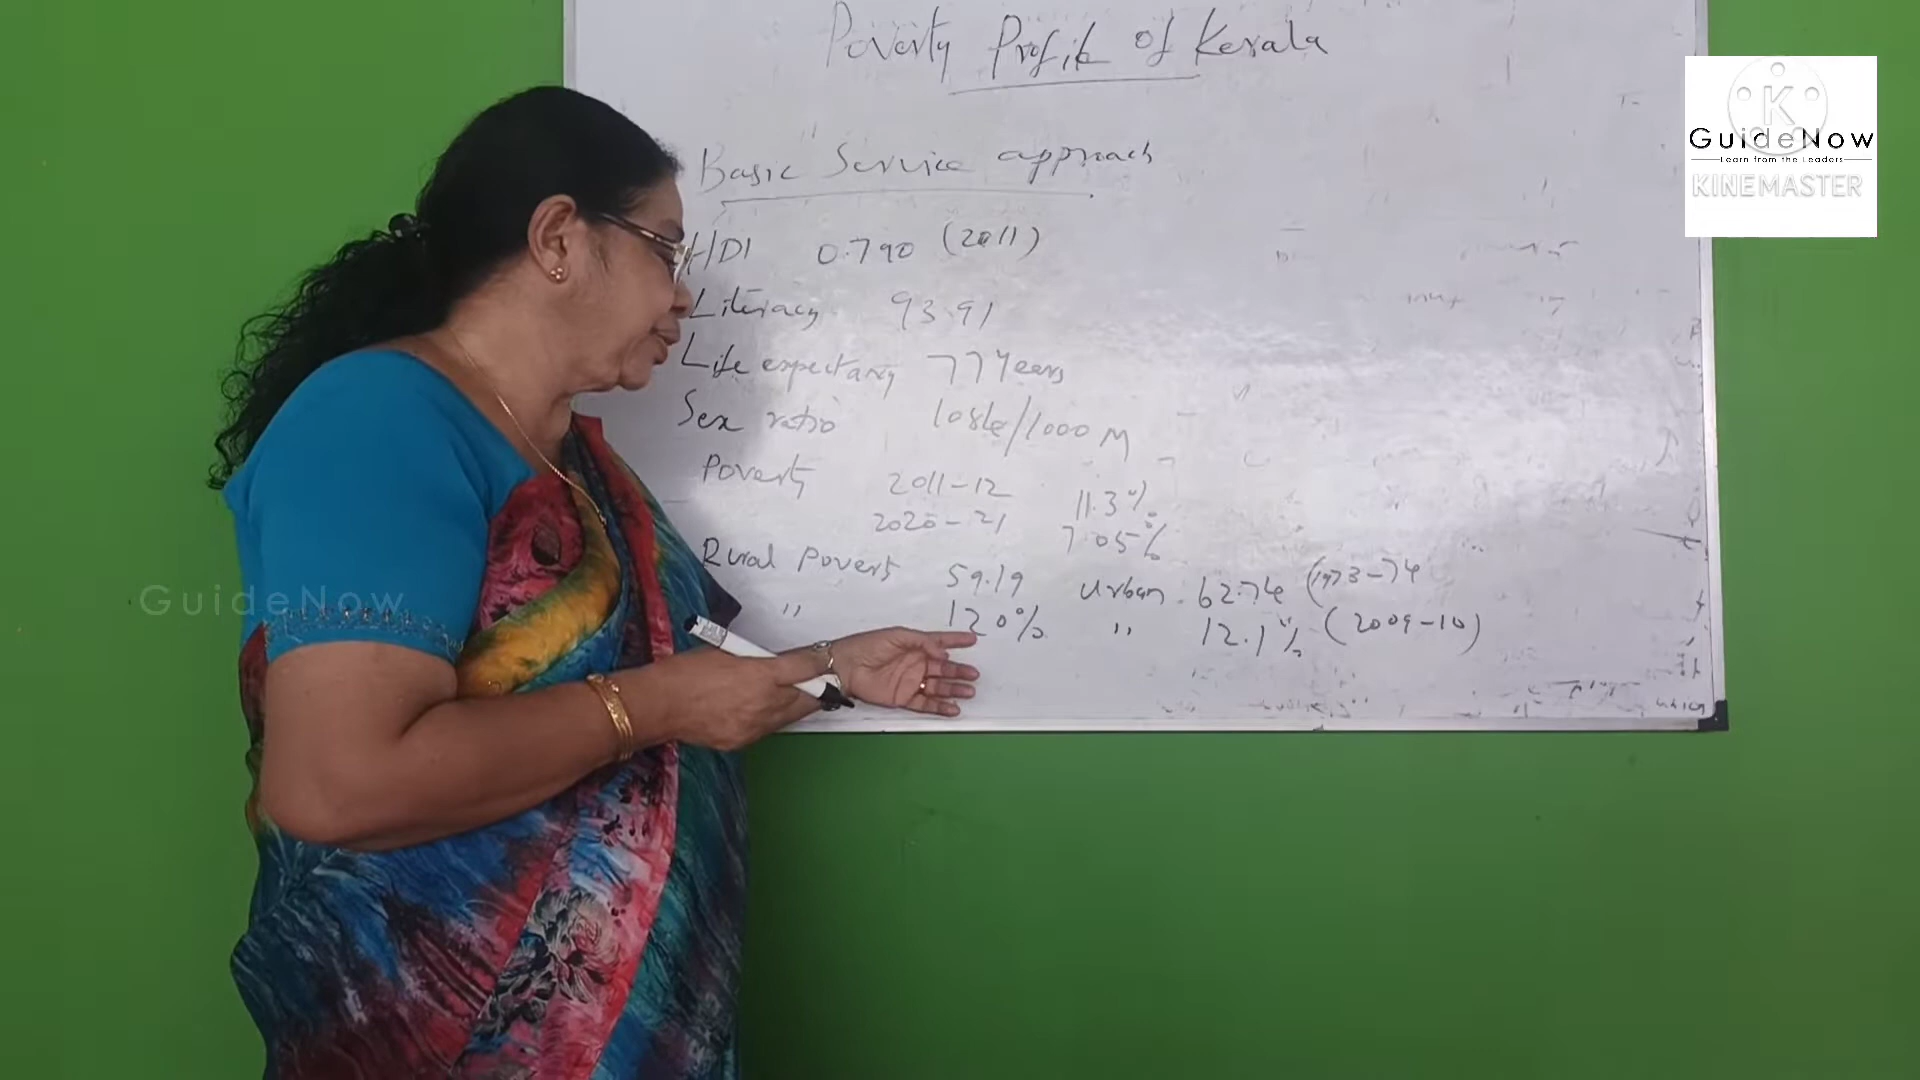 Poverty Profile of Kerala
Basic Service approach
HDI 0.790 (2011)
Literacy 93.91
Life expectancy 77 Years
Sex ratio 1084/1000 M
Poverty 2011-12 11.3%
2020-21 7.05%
Rural Povert 59.19 Urban 62.74 (1973-74
" 12.0% " 12.1% (2009-10)
GuideNow
Learn from the Leaders
KINEMASTER
GuideNow